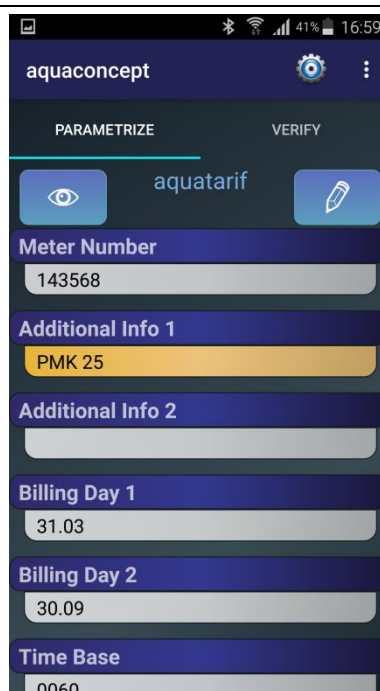 41% 16:59
aquaconcept
PARAMETRIZE VERIFY
aquatarif
Meter Number
143568
Additional Info 1
PMK 25
Additional Info 2
Billing Day 1
31.03
Billing Day 2
30.09
Time Base
0060